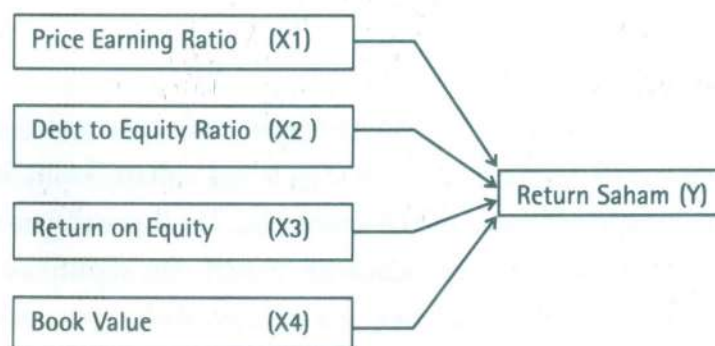 Price Earning Ratio (X1)
Debt to Equity Ratio (X2 )
Return Saham (Y)
Return on Equity (X3)
Book Value (X4)